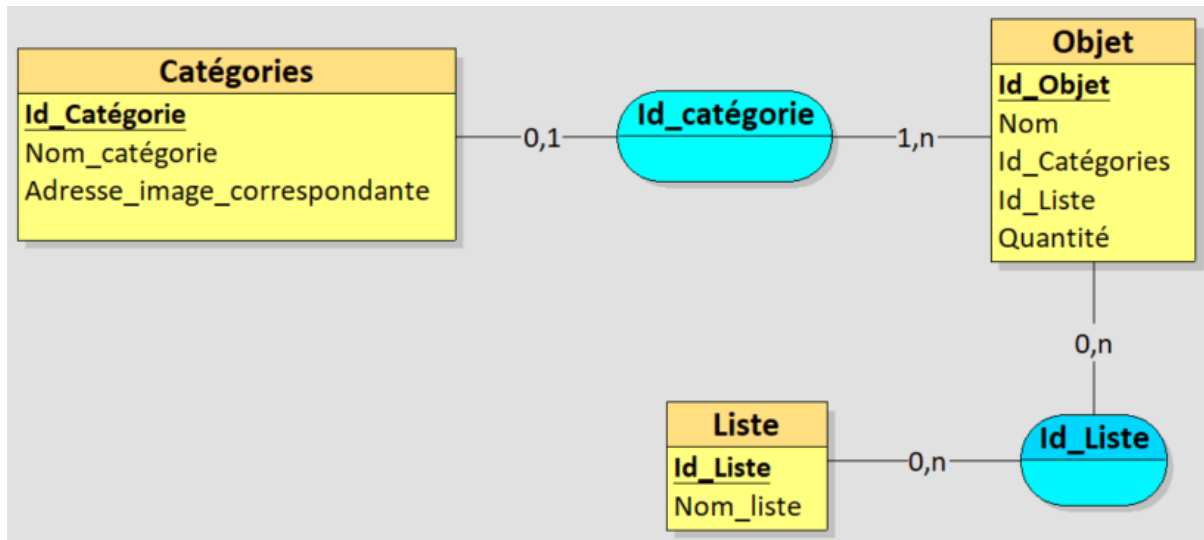 Catégories
Id_Catégorie
Nom_catégorie
Adresse_image_correspondante
0,1
Id_catégorie
1,n
Objet
Id_Objet
Nom
Id_Catégories
Id_Liste
Quantité
0,n
Liste
Id_Liste
Nom_liste
0,n
Id_Liste